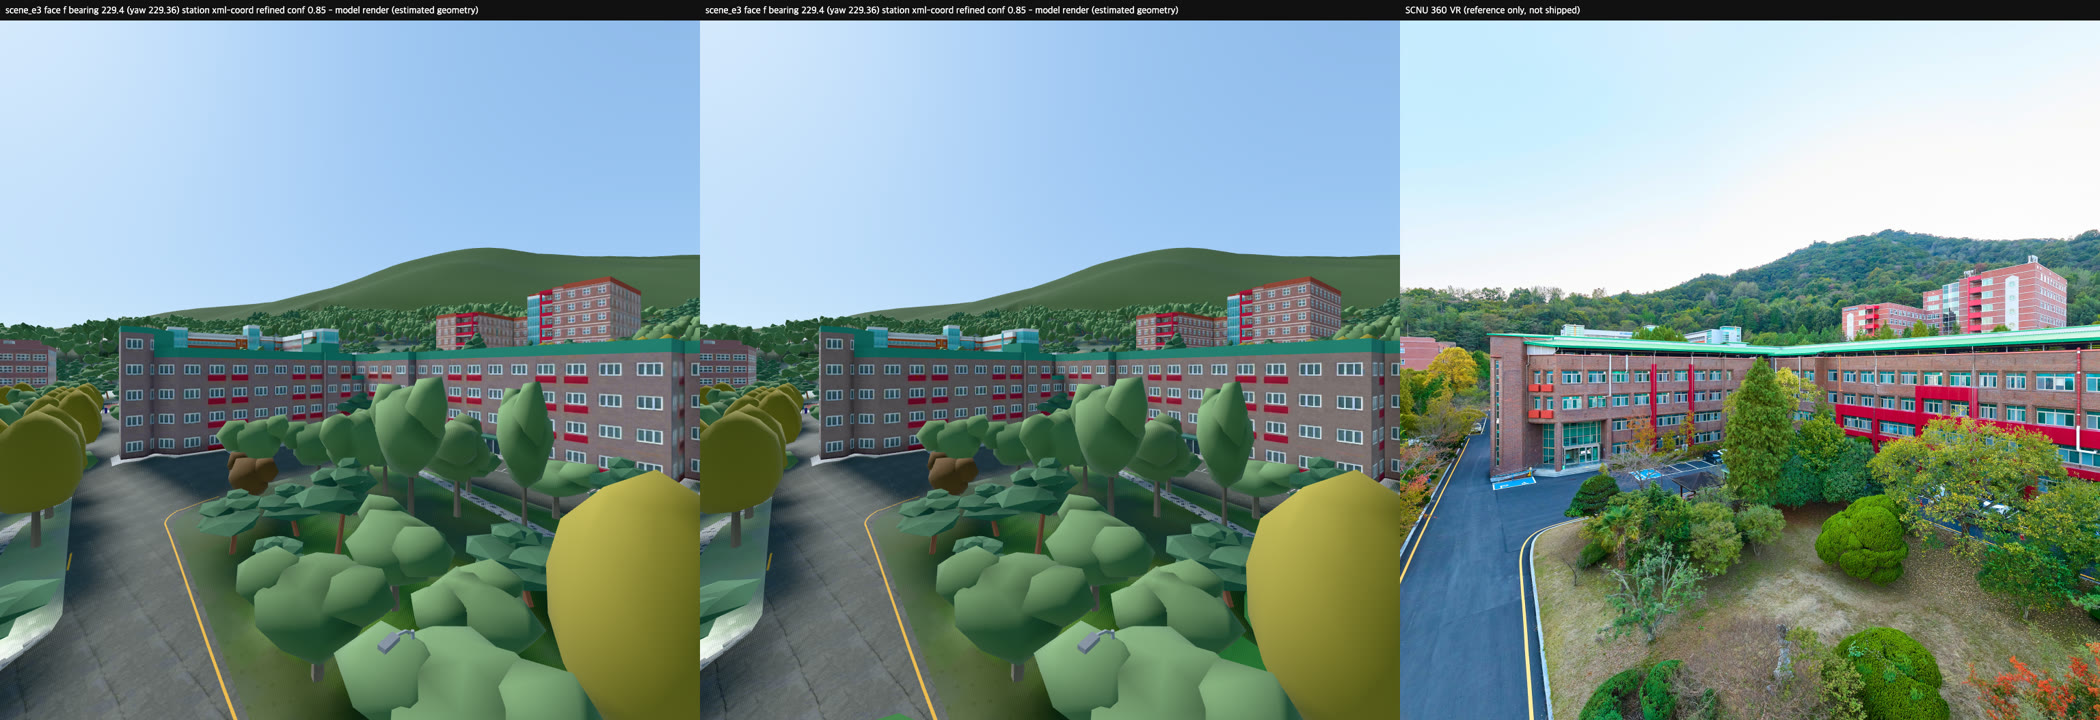 scene_e3 face f bearing 229.4 (yaw 229.36) station xml-coord refined conf 0.85 - model render (estimated geometry)
scene_e3 face f bearing 229.4 (yaw 229.36) station xml-coord refined conf 0.85 - model render (estimated geometry)
SCNU 360 VR (reference only, not shipped)